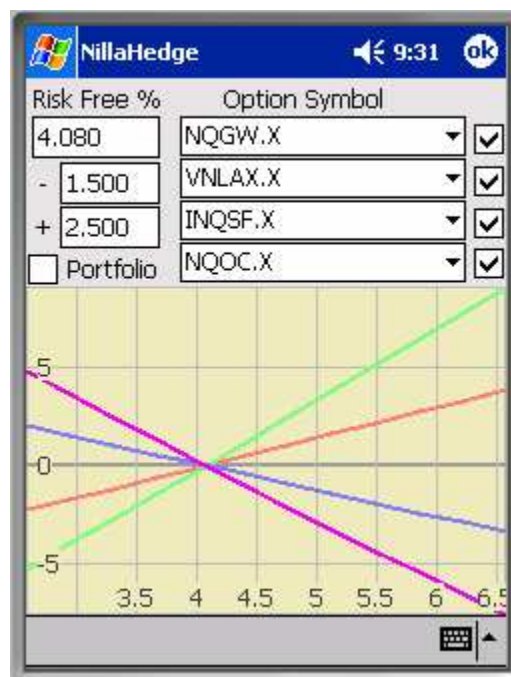 NillaHedge 9:31 ok
Risk Free % Option Symbol
4.080 NQGW.X
- 1.500 VNLAX.X
+ 2.500 INQSF.X
Portfolio NQOC.X
5
0
-5
3.5 4 4.5 5 5.5 6 6.5